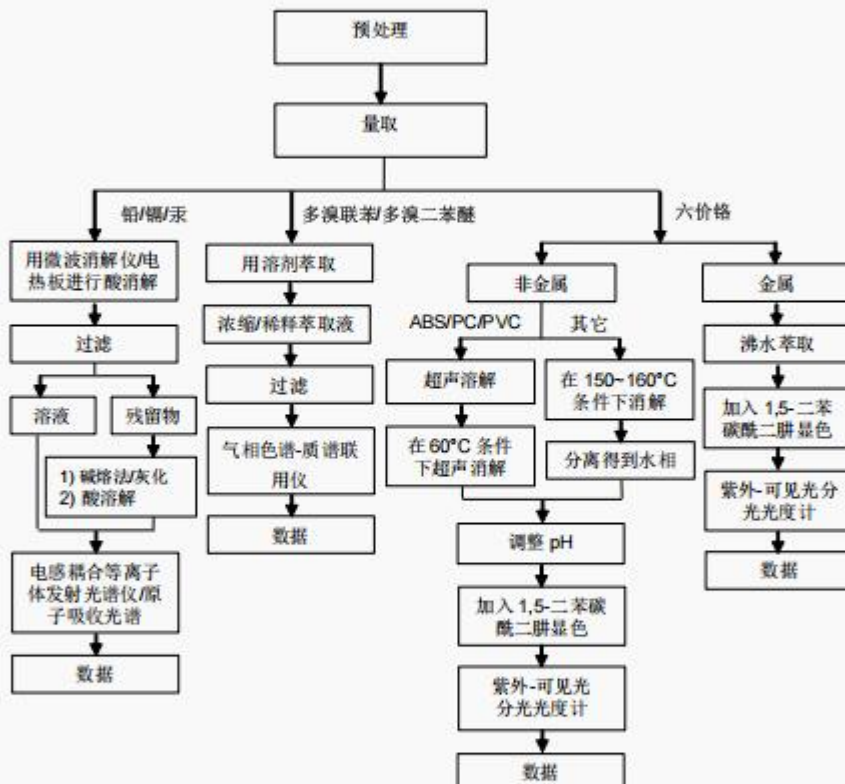 预处理
量取
铅/镉/汞
多溴联苯/多溴二苯醚
六价铬
用微波消解仪/电
热板进行酸消解
过滤
溶液
残留物
1) 碱熔法/灰化
2) 酸溶解
电感耦合等离子
体发射光谱仪/原
子吸收光谱
数据
用溶剂萃取
浓缩/稀释萃取液
过滤
气相色谱-质谱联
用仪
数据
非金属
ABS/PC/PVC
其它
超声溶解
在 60°C 条件
下超声消解
在 150~160°C
条件下消解
分离得到水相
调整 pH
加入 1,5-二苯碳
酰二肼显色
紫外-可见光
分光光度计
数据
金属
沸水萃取
加入 1,5-二苯
碳酰二肼显色
紫外-可见光分
光光度计
数据